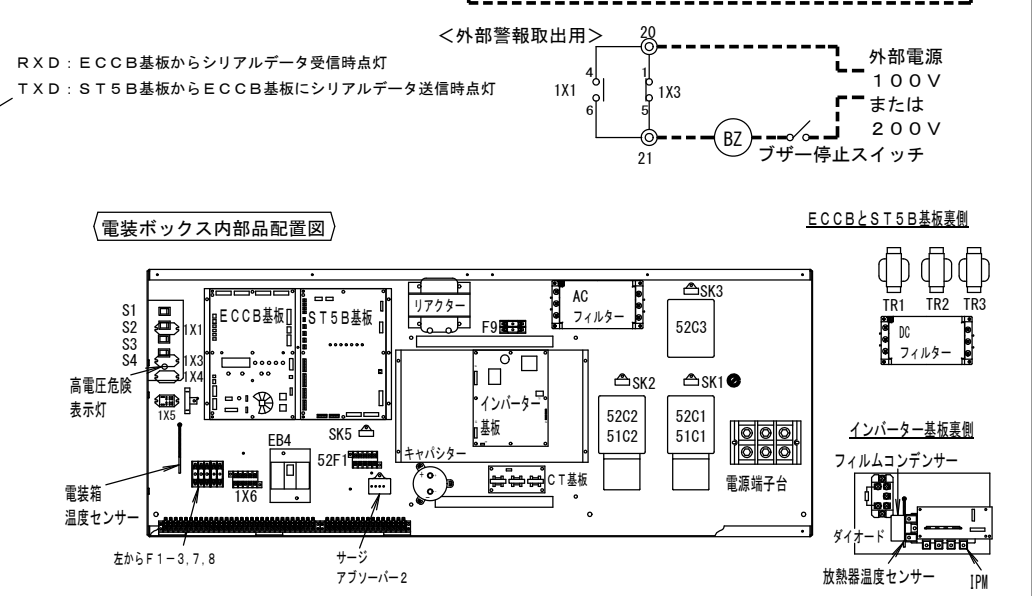 ＜外部警報取出用＞
ＲＸＤ：ＥＣＣＢ基板からシリアルデータ受信時点灯
ＴＸＤ：ＳＴ５Ｂ基板からＥＣＣＢ基板にシリアルデータ送信時点灯
20
4
1
1X1
1X3
6
5
21
BZ
ブザー停止スイッチ
外部電源
１００Ｖ
または
２００Ｖ
電装ボックス内部品配置図
ＥＣＣＢとＳＴ５Ｂ基板裏側
TR1
TR2
TR3
DC
フィルター
S1
S2
S3
S4
1X1
1X3
1X4
高電圧危険
表示灯
1X5
ＥＣＣＢ基板
ＳＴ５Ｂ基板
リアクター
F9
AC
フィルター
SK3
52C3
SK2
SK1
52C2
51C2
52C1
51C1
インバーター
基板
SK5
EB4
52F1
キャパシター
ＣＴ基板
電源端子台
1X6
電装箱
温度センサー
左からＦ１－３,７,８
サージ
アブソーバー２
インバーター基板裏側
フィルムコンデンサー
ダイオード
放熱器温度センサー
IPM